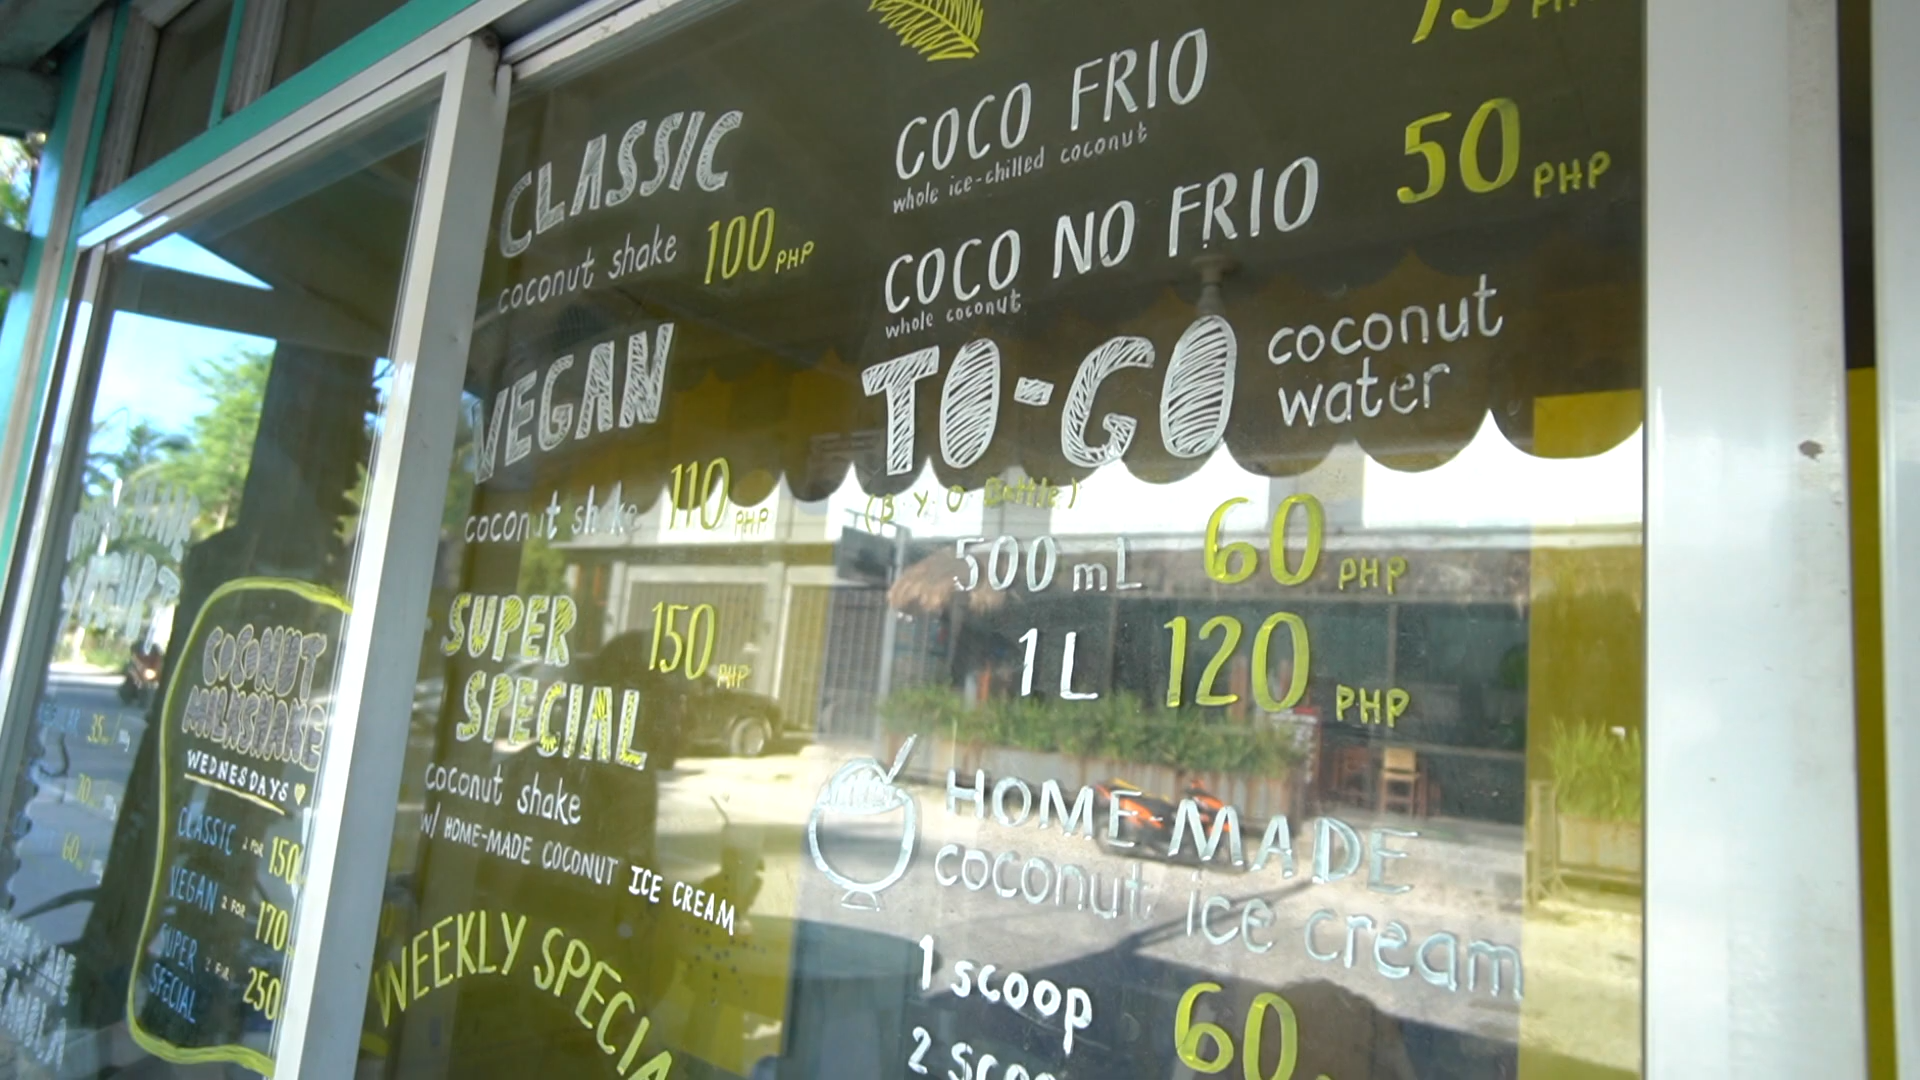 CLASSIC
coconut shake 100 PHP
VEGAN
coconut shake 110 PHP
SUPER SPECIAL 150 PHP
coconut shake
W/ HOME-MADE COCONUT ICE CREAM
WEEKLY SPECIA
COCO FRIO
whole ice-chilled coconut
COCO NO FRIO 50 PHP
whole coconut
TO-GO coconut water
(B.Y.O. Bottle)
500 mL 60 PHP
1 L 120 PHP
HOME-MADE
coconut ice cream
1 scoop 60
2
COCONUT
MILKSHAKE
WEDNESDAYS
CLASSIC 2 FOR 150
VEGAN 2 FOR 170
SUPER
SPECIAL 2 FOR 250